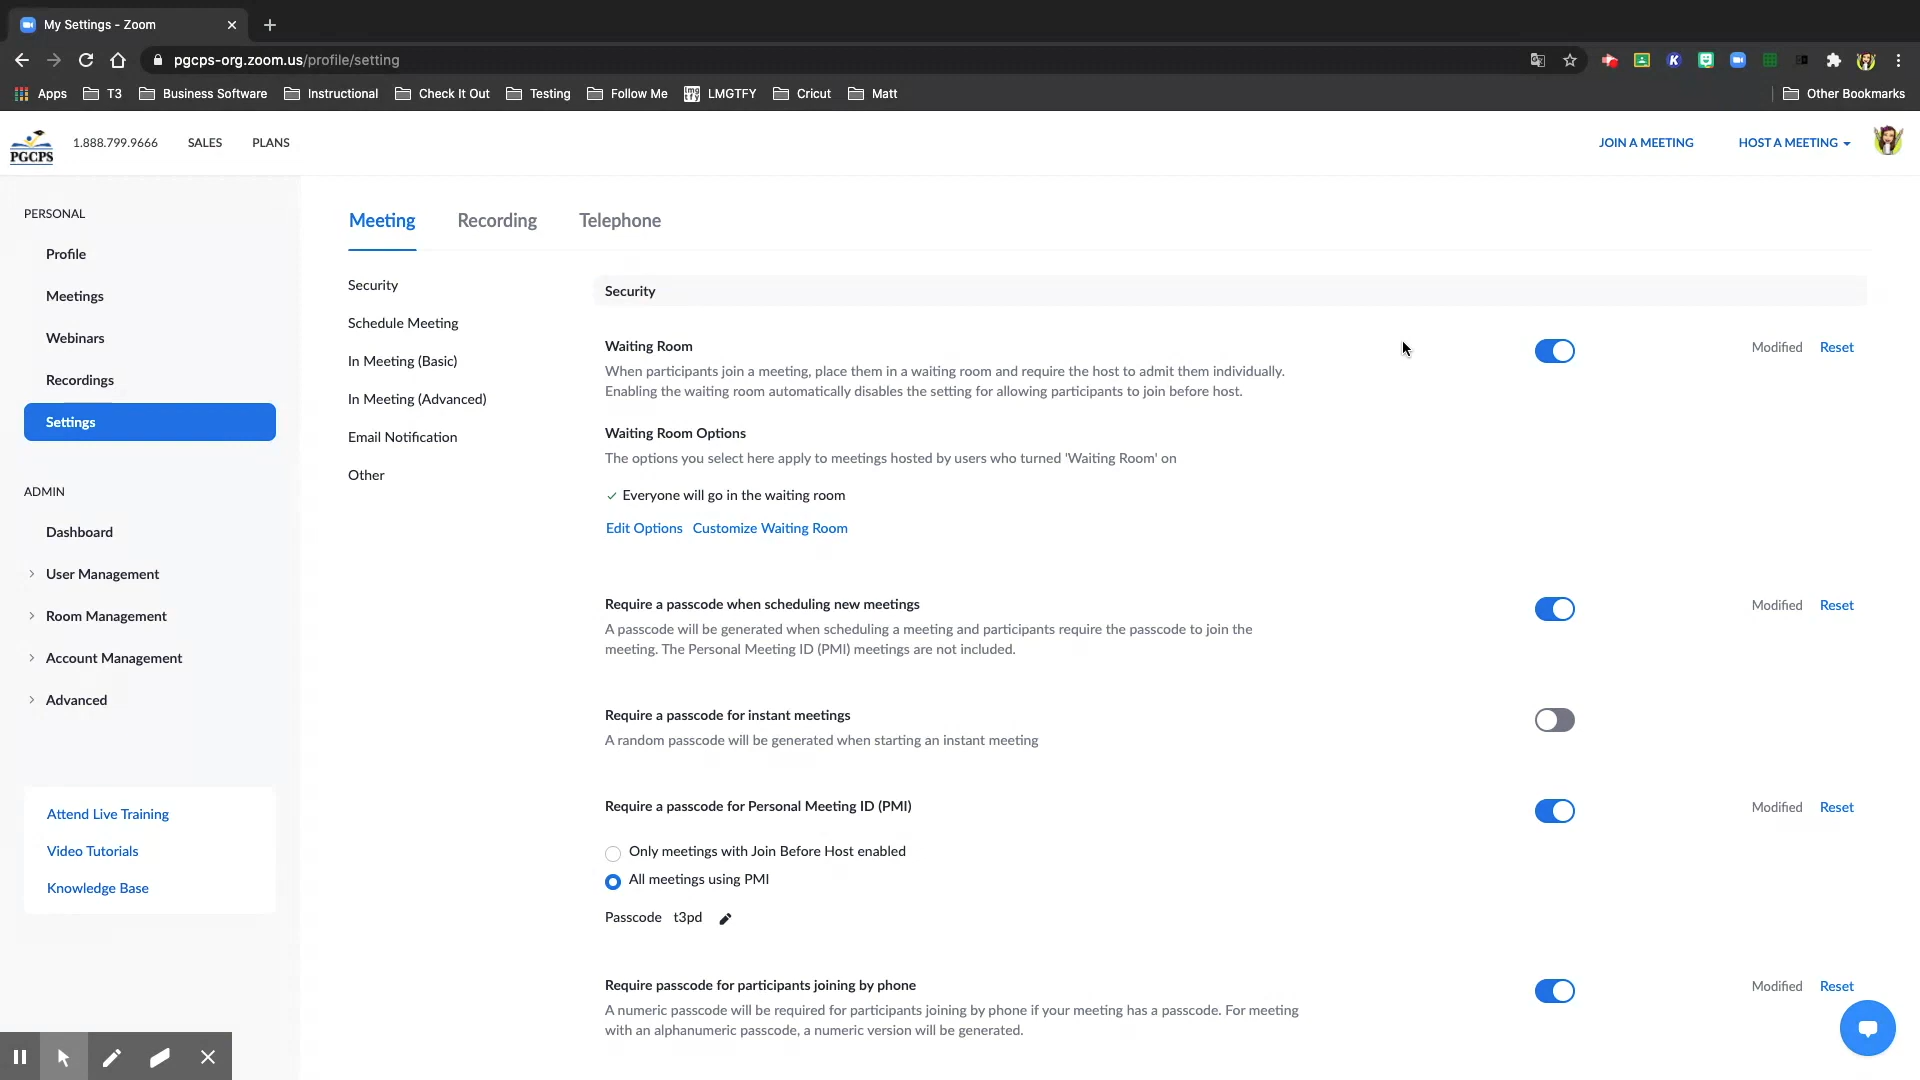 My Settings - Zoom
pgcps-org.zoom.us/profile/setting
Apps T3 Business Software Instructional Check It Out Testing Follow Me LMGTFY Cricut Matt Other Bookmarks
PGCPS 1.888.799.9666 SALES PLANS JOIN A MEETING HOST A MEETING
PERSONAL
Profile
Meetings
Webinars
Recordings
Settings
ADMIN
Dashboard
User Management
Room Management
Account Management
Advanced
Attend Live Training
Video Tutorials
Knowledge Base
Meeting Recording Telephone
Security
Schedule Meeting
In Meeting (Basic)
In Meeting (Advanced)
Email Notification
Other
Security
Waiting Room Modified Reset
When participants join a meeting, place them in a waiting room and require the host to admit them individually.
Enabling the waiting room automatically disables the setting for allowing participants to join before host.
Waiting Room Options
The options you select here apply to meetings hosted by users who turned 'Waiting Room' on
Everyone will go in the waiting room
Edit Options Customize Waiting Room
Require a passcode when scheduling new meetings Modified Reset
A passcode will be generated when scheduling a meeting and participants require the passcode to join the
meeting. The Personal Meeting ID (PMI) meetings are not included.
Require a passcode for instant meetings
A random passcode will be generated when starting an instant meeting
Require a passcode for Personal Meeting ID (PMI) Modified Reset
Only meetings with Join Before Host enabled
All meetings using PMI
Passcode t3pd
Require passcode for participants joining by phone Modified Reset
A numeric passcode will be required for participants joining by phone if your meeting has a passcode. For meeting
with an alphanumeric passcode, a numeric version will be generated.